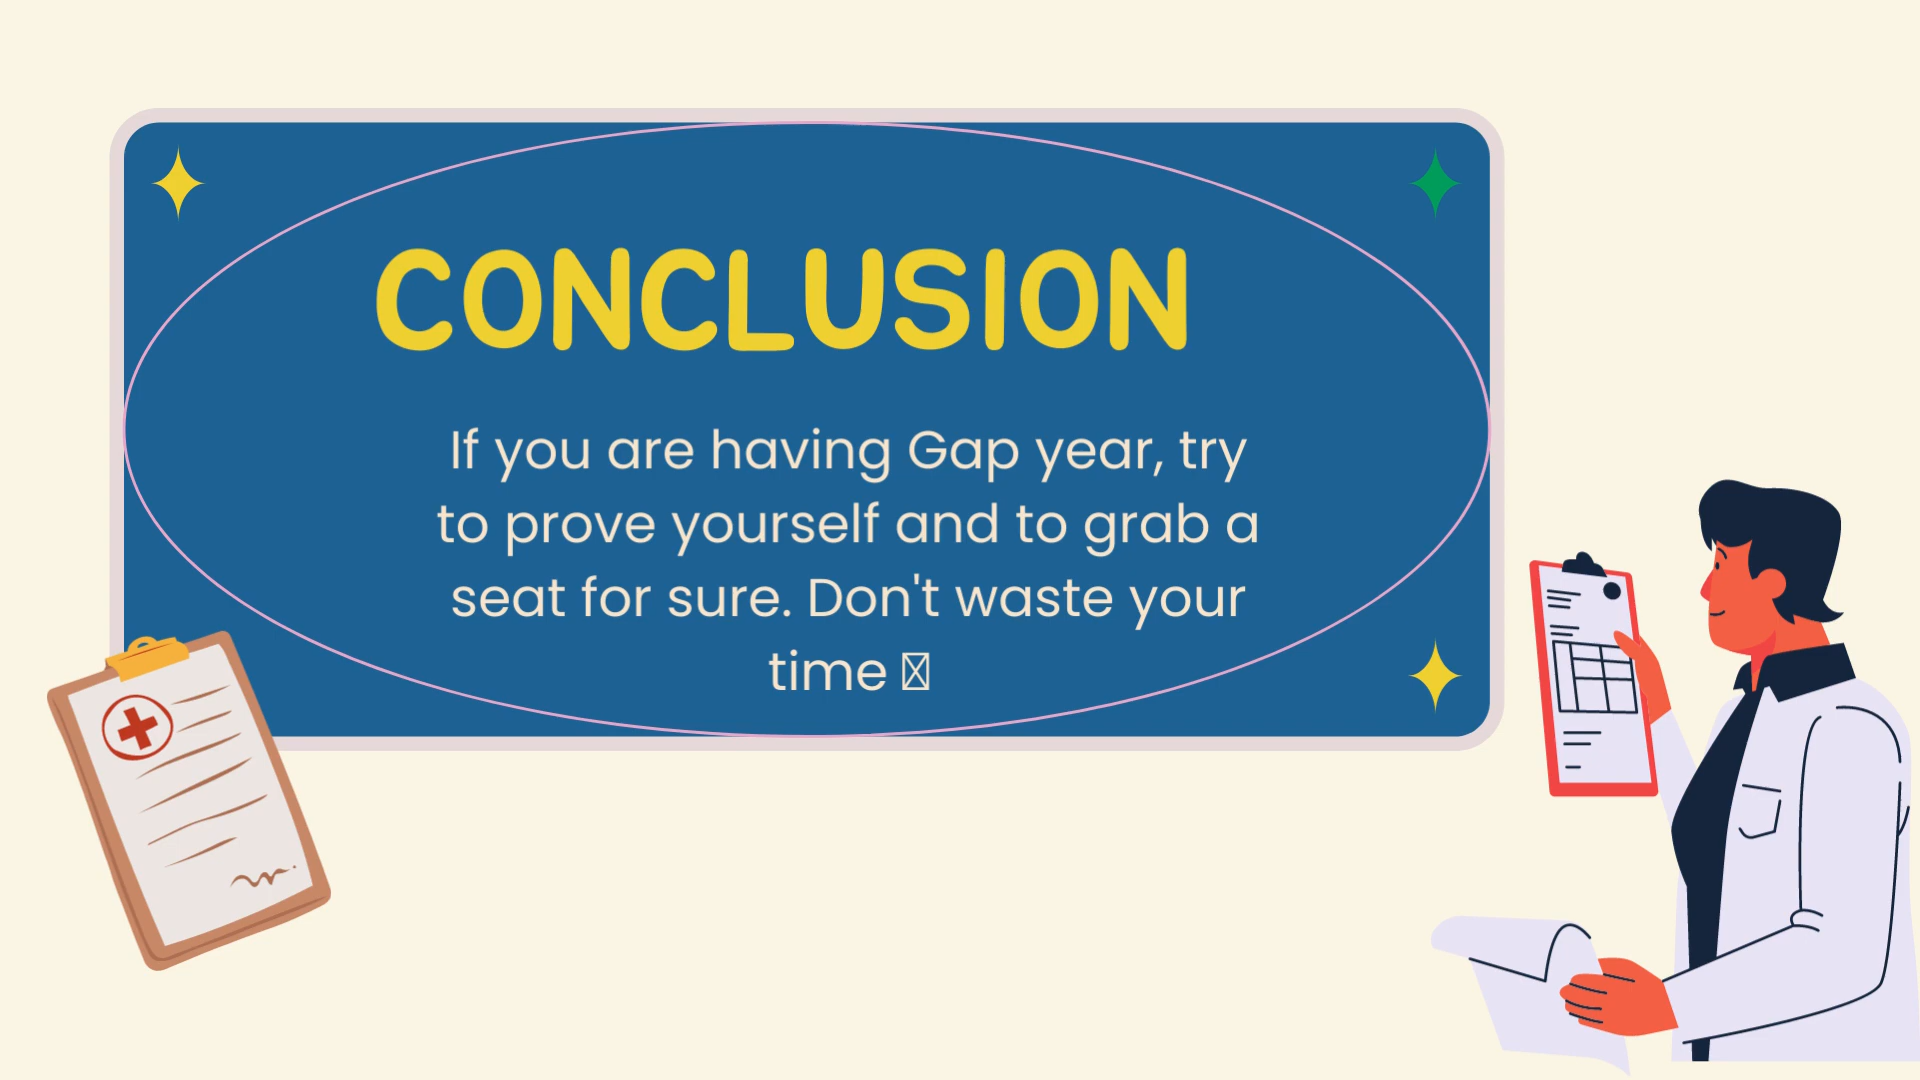 CONCLUSION
If you are having Gap year, try
to prove yourself and to grab a
seat for sure. Don't waste your
time